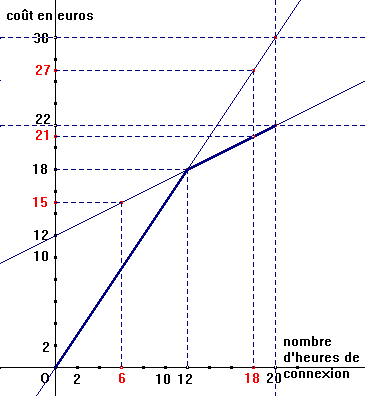 coût en euros
30
27
22
21
18
15
12
10
2
O 2 6 10 12 18 20
nombre
d'heures de
connexion